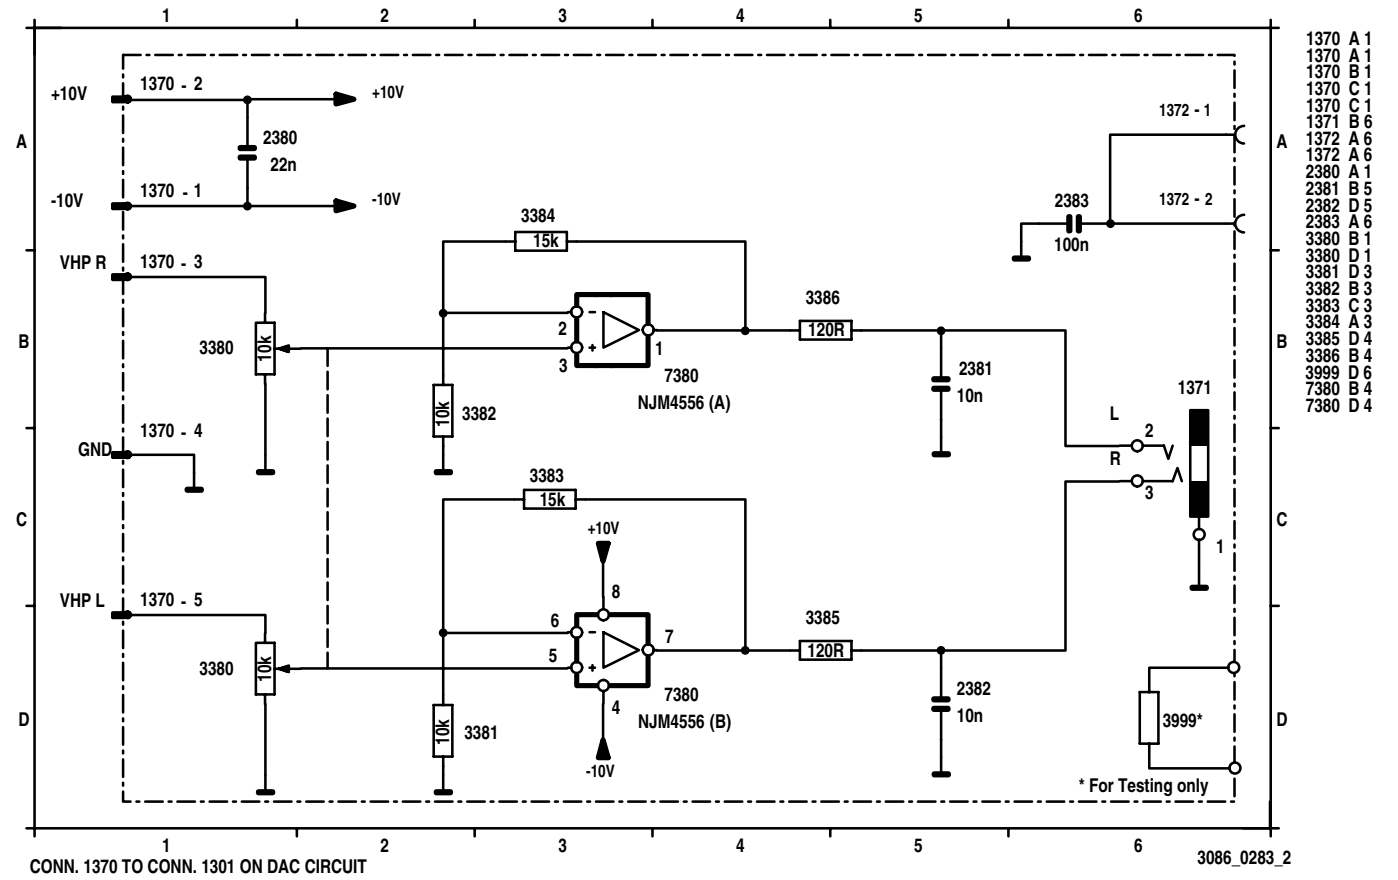 1 2 3 4 5 6
1370 A 1
1370 A 1
1370 B 1
1370 C 1
1370 C 1
1371 B 6
1372 A 6
1372 A 6
2380 A 1
2381 B 5
2382 D 5
2383 A 6
3380 B 1
3380 D 1
3381 D 3
3382 B 3
3383 C 3
3384 A 3
3385 D 4
3386 B 4
3999 D 6
7380 B 4
7380 D 4
+10V 1370 - 2 +10V
1372 - 1
A 2380 A
22n
-10V 1370 - 1 -10V
1372 - 2
2383
100n
3384
15k
VHP R 1370 - 3
3386
120R
B 3380 10k B
-
2
+
3
1
7380
NJM4556 (A)
2381
10n
1371
10k 3382
L
2
R
3
1
GND 1370 - 4
3383
15k
C C
+10V
8
VHP L 1370 - 5
3385
120R
6 -
5 +
7
3380 10k
7380
NJM4556 (B)
4
-10V
2382
10n
D D
10k 3381
3999*
* For Testing only
1 2 3 4 5 6
CONN. 1370 TO CONN. 1301 ON DAC CIRCUIT
3086_0283_2